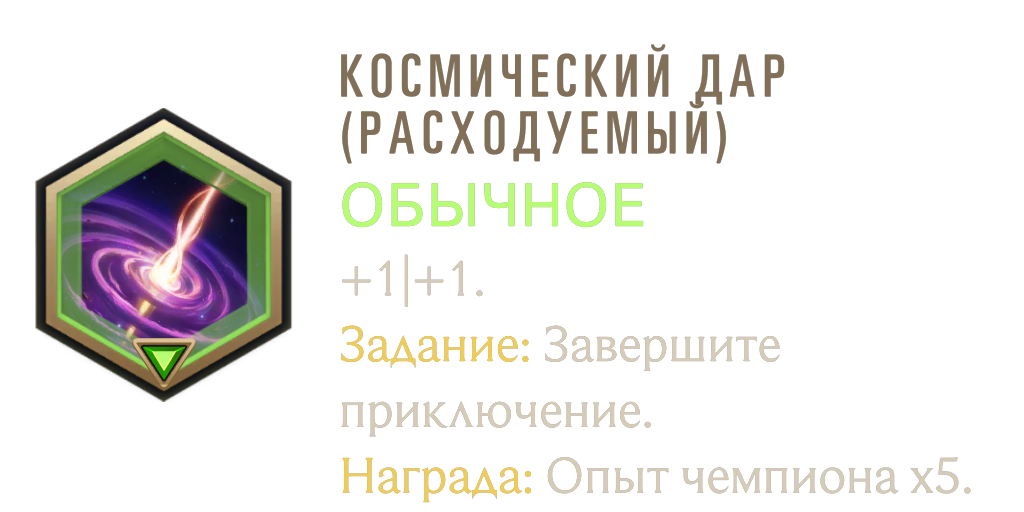 КОСМИЧЕСКИЙ ДАР
(РАСХОДУЕМЫЙ)
ОБЫЧНОЕ
+1|+1.
Задание: Завершите
приключение.
Награда: Опыт чемпиона x5.